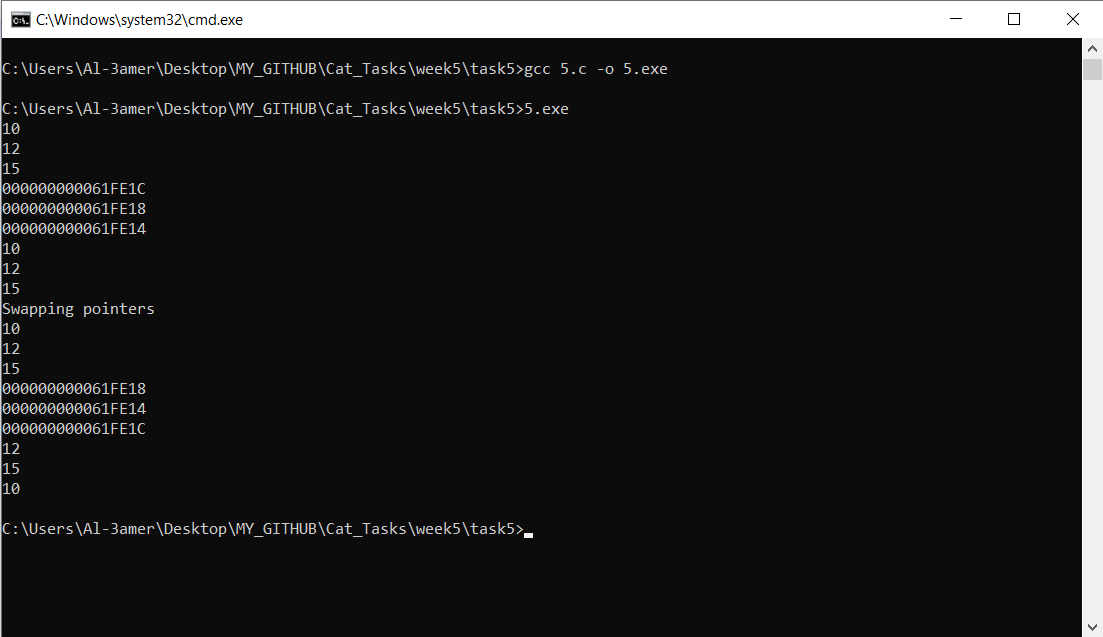 C:\Windows\system32\cmd.exe
C:\Users\Al-3amer\Desktop\MY_GITHUB\Cat_Tasks\week5\task5>gcc 5.c -o 5.exe
C:\Users\Al-3amer\Desktop\MY_GITHUB\Cat_Tasks\week5\task5>5.exe
10
12
15
000000000061FE1C
000000000061FE18
000000000061FE14
10
12
15
Swapping pointers
10
12
15
000000000061FE18
000000000061FE14
000000000061FE1C
12
15
10
C:\Users\Al-3amer\Desktop\MY_GITHUB\Cat_Tasks\week5\task5>